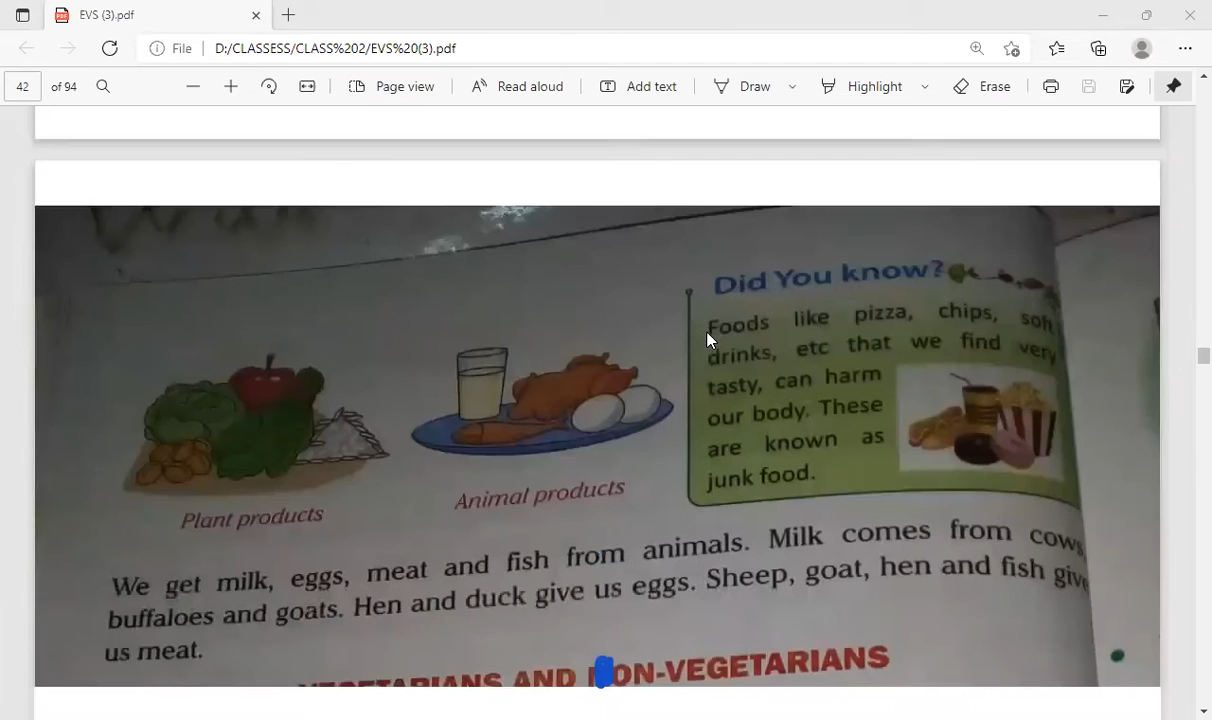 EVS (3).pdf
File
D:/CLASSESS/CLASS%202/EVS%20(3).pdf
42
of 94
Page view
Read aloud
Add text
Draw
Highlight
Erase
Did You know?
Foods like pizza, chips, soft
drinks, etc that we find very
tasty, can harm
our body. These
are known as
junk food.
Plant products
Animal products
We get milk, eggs, meat and fish from animals. Milk comes from cows,
buffaloes and goats. Hen and duck give us eggs. Sheep, goat, hen and fish give
us meat.
VEGETARIANS AND NON-VEGETARIANS